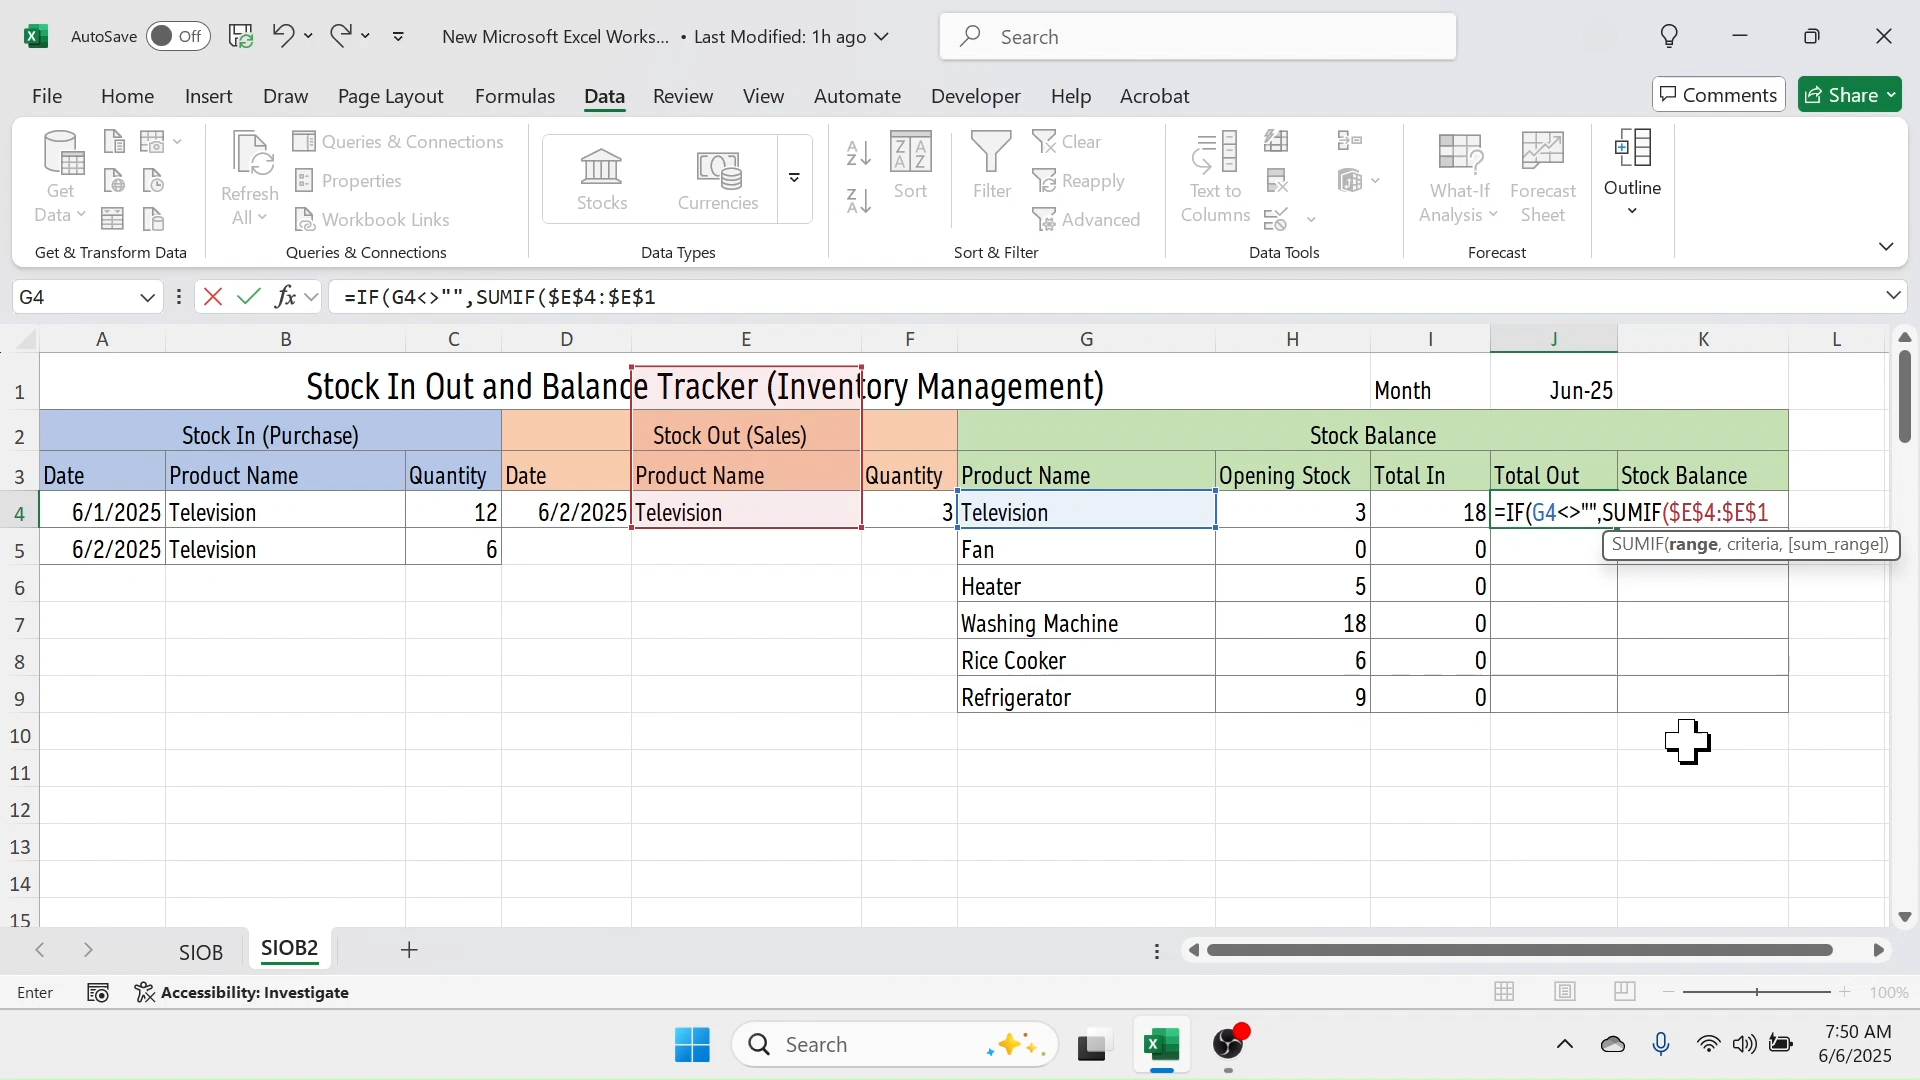 AutoSave Off New Microsoft Excel Works... • Last Modified: 1h ago Search
File Home Insert Draw Page Layout Formulas Data Review View Automate Developer Help Acrobat Comments Share
Get Data
Refresh All
Queries & Connections
Properties
Workbook Links
Stocks Currencies
Sort Filter
Clear
Reapply
Advanced
Text to Columns
What-If Analysis
Forecast Sheet
Outline
Get & Transform Data Queries & Connections Data Types Sort & Filter Data Tools Forecast
G4 fx =IF(G4<>"",SUMIF($E$4:$E$1
A B C D E F G H I J K L
1 Stock In Out and Balance Tracker (Inventory Management) Month Jun-25
2 Stock In (Purchase) Stock Out (Sales) Stock Balance
3 Date Product Name Quantity Date Product Name Quantity Product Name Opening Stock Total In Total Out Stock Balance
4 6/1/2025 Television 12 6/2/2025 Television 3 Television 3 18 =IF(G4<>"",SUMIF($E$4:$E$1
SUMIF(range, criteria, [sum_range])
5 6/2/2025 Television 6 Fan 0 0
6 Heater 5 0
7 Washing Machine 18 0
8 Rice Cooker 6 0
9 Refrigerator 9 0
10
11
12
13
14
15
SIOB SIOB2
Enter Accessibility: Investigate 100%
Search
7:50 AM
6/6/2025